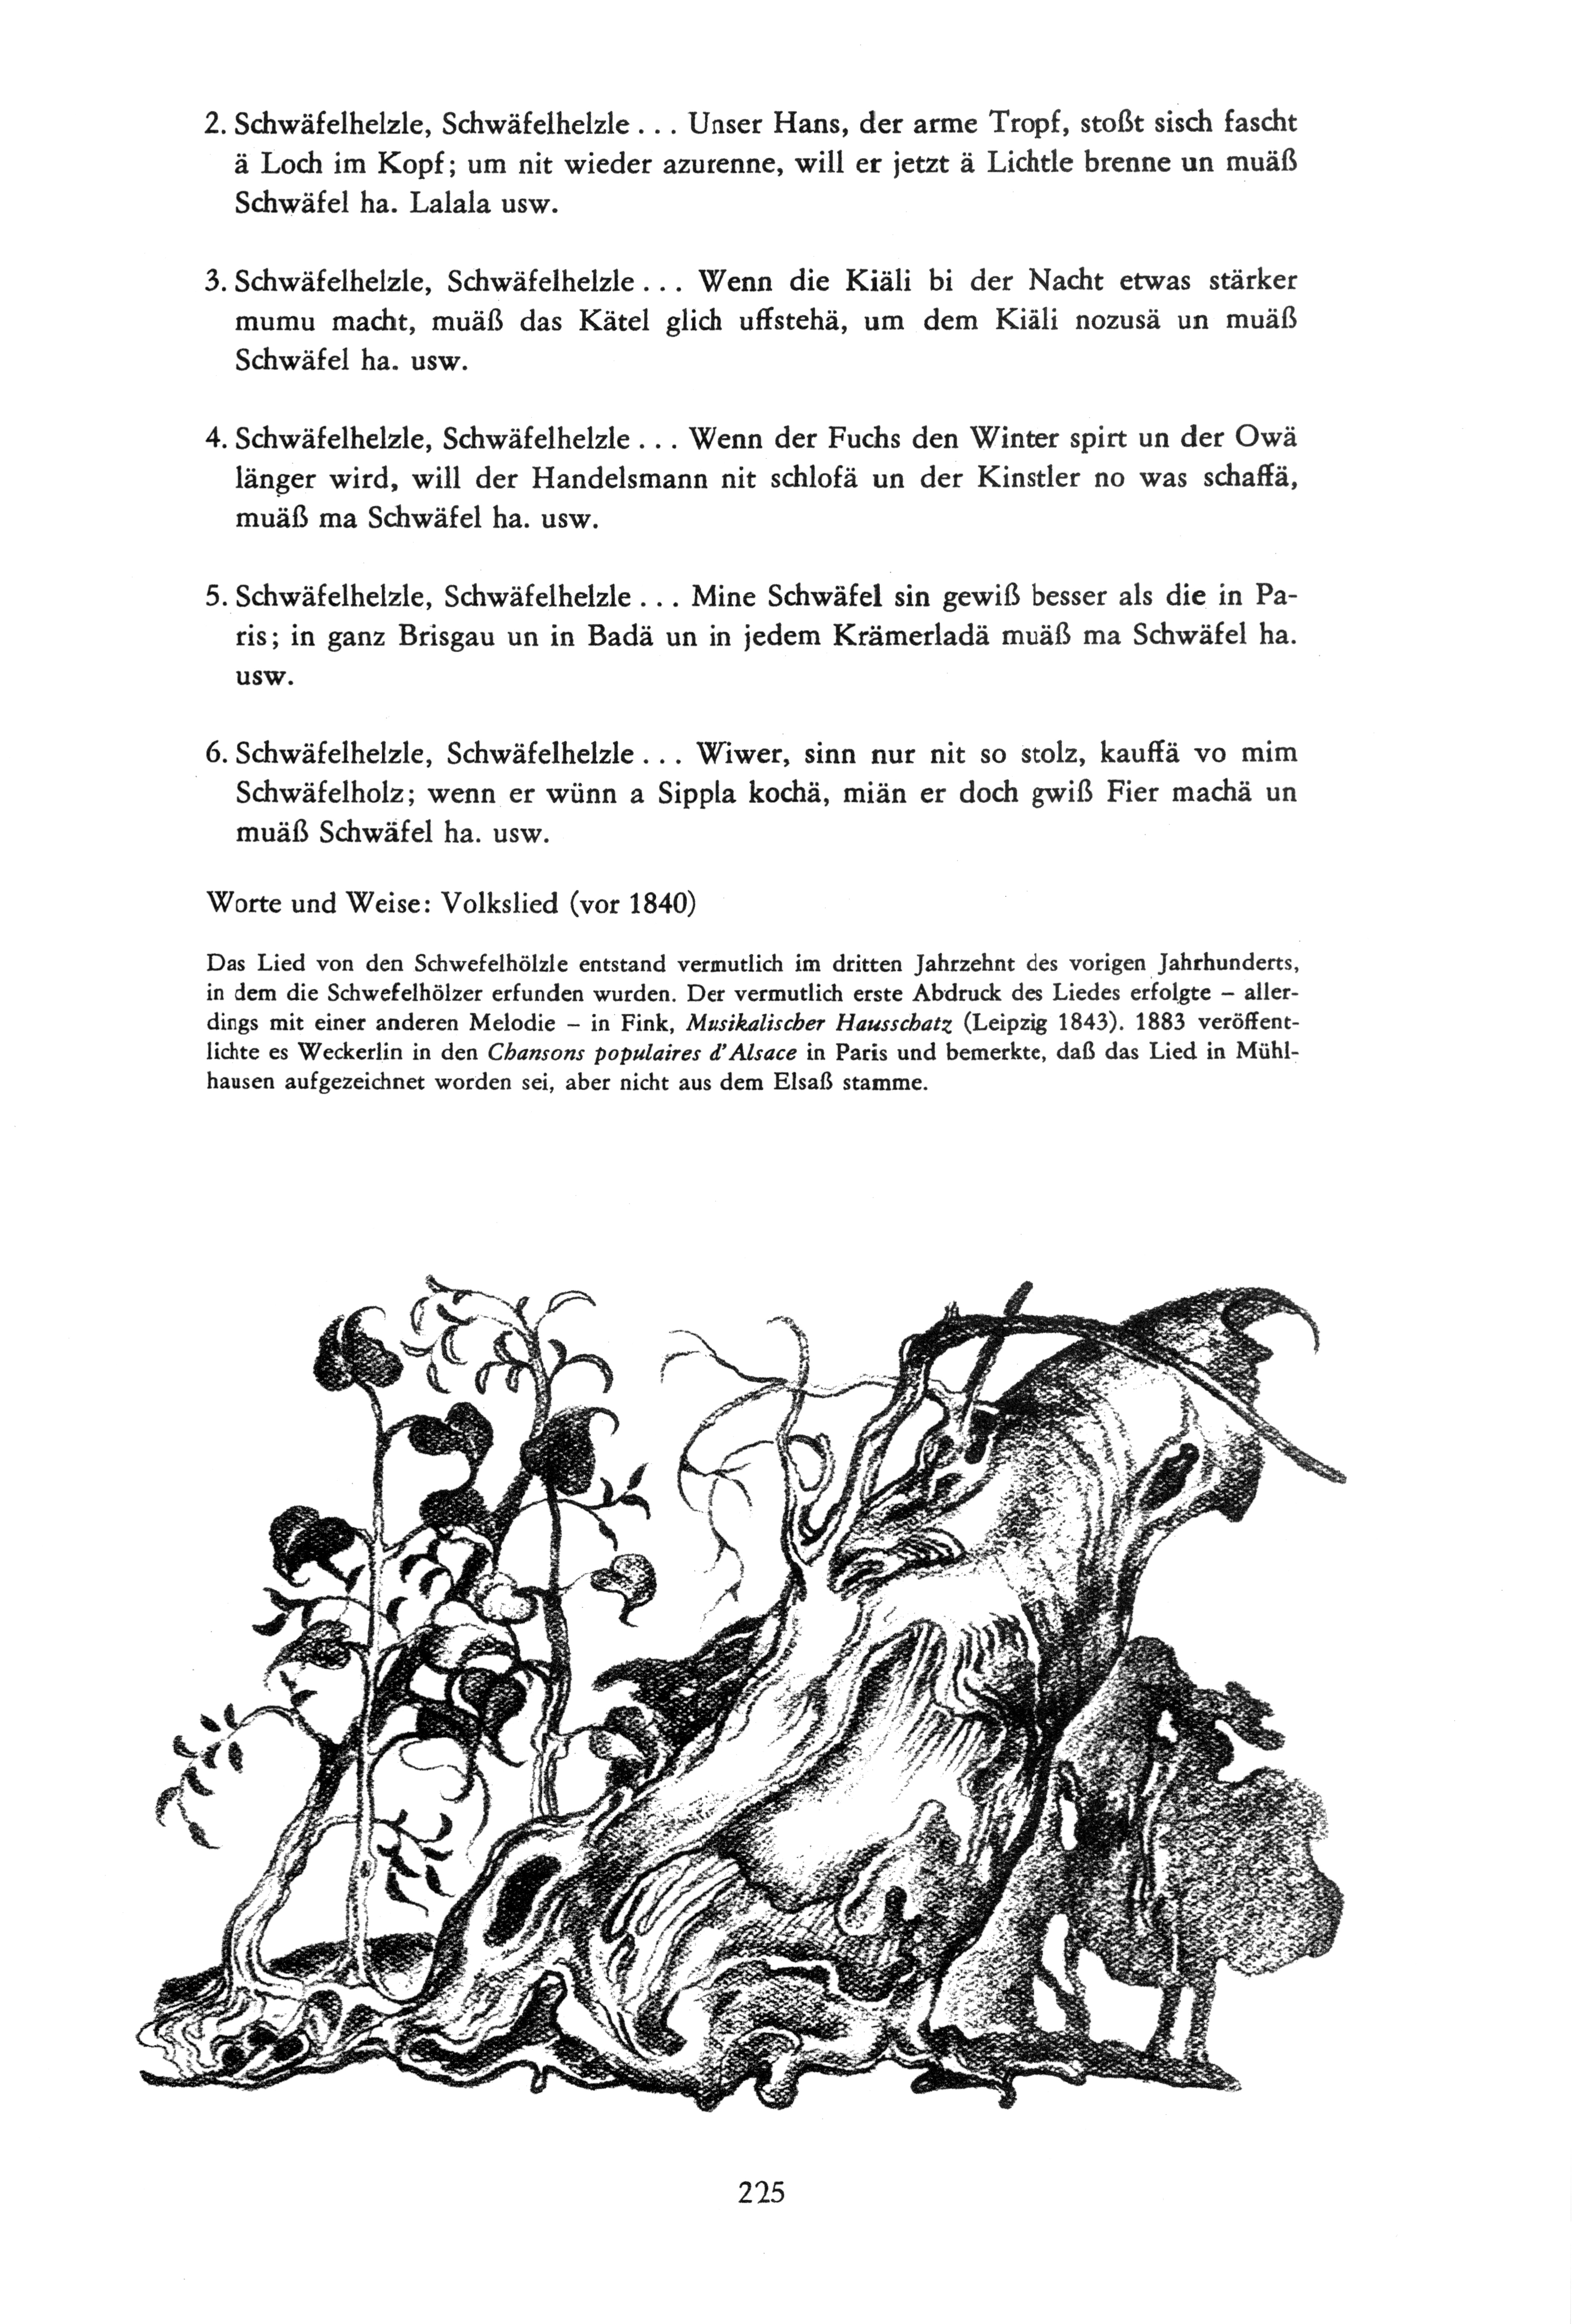 2. Schwäfelhelzle, Schwäfelhelzle . . . Unser Hans, der arme Tropf, stoßt sisch fascht
ä Loch im Kopf; um nit wieder azurenne, will er jetzt ä Lichtle brenne un muäß
Schwäfel ha. Lalala usw.
3. Schwäfelhelzle, Schwäfelhelzle . . . Wenn die Kiäli bi der Nacht etwas stärker
mumu macht, muäß das Kätel glich uffstehä, um dem Kiäli nozusä un muäß
Schwäfel ha. usw.
4. Schwäfelhelzle, Schwäfelhelzle . . . Wenn der Fuchs den Winter spirt un der Owä
länger wird, will der Handelsmann nit schlofä un der Kinstler no was schaffä,
muäß ma Schwäfel ha. usw.
5. Schwäfelhelzle, Schwäfelhelzle . . . Mine Schwäfel sin gewiß besser als die in Pa-
ris; in ganz Brisgau un in Badä un in jedem Krämerladä muäß ma Schwäfel ha.
usw.
6. Schwäfelhelzle, Schwäfelhelzle . . . Wiwer, sinn nur nit so stolz, kauffä vo mim
Schwäfelholz; wenn er wünn a Sippla kochä, miän er doch gwiß Fier machä un
muäß Schwäfel ha. usw.
Worte und Weise: Volkslied (vor 1840)
Das Lied von den Schwefelhölzle entstand vermutlich im dritten Jahrzehnt des vorigen Jahrhunderts,
in dem die Schwefelhölzer erfunden wurden. Der vermutlich erste Abdruck des Liedes erfolgte – aller-
dings mit einer anderen Melodie – in Fink, Musikalischer Hausschatz (Leipzig 1843). 1883 veröffent-
lichte es Weckerlin in den Chansons populaires d'Alsace in Paris und bemerkte, daß das Lied in Mühl-
hausen aufgezeichnet worden sei, aber nicht aus dem Elsaß stamme.
225